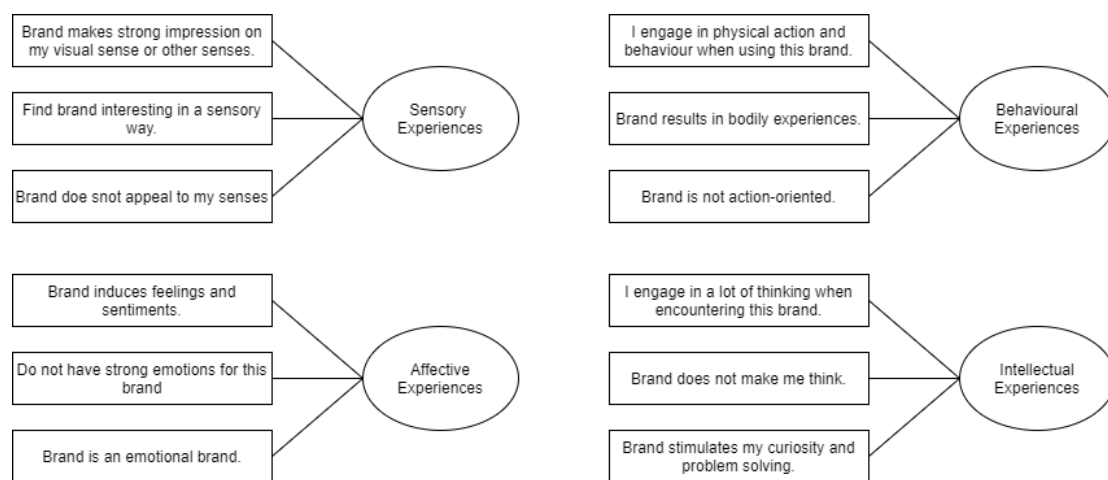 Brand makes strong impression on
my visual sense or other senses.
Find brand interesting in a sensory
way.
Brand doe snot appeal to my senses
Sensory
Experiences
I engage in physical action and
behaviour when using this brand.
Brand results in bodily experiences.
Brand is not action-oriented.
Behavioural
Experiences
Brand induces feelings and
sentiments.
Do not have strong emotions for this
brand
Brand is an emotional brand.
Affective
Experiences
I engage in a lot of thinking when
encountering this brand.
Brand does not make me think.
Brand stimulates my curiosity and
problem solving.
Intellectual
Experiences